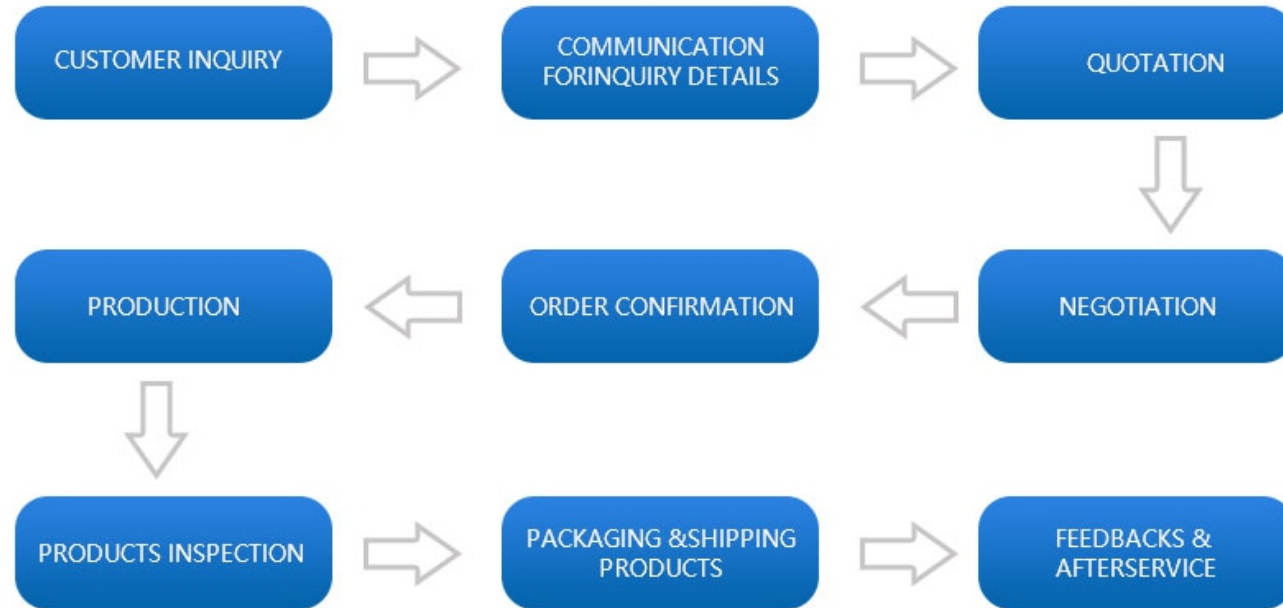 CUSTOMER INQUIRY
COMMUNICATION
FORINQUIRY DETAILS
QUOTATION
NEGOTIATION
ORDER CONFIRMATION
PRODUCTION
PRODUCTS INSPECTION
PACKAGING &SHIPPING
PRODUCTS
FEEDBACKS &
AFTERSERVICE